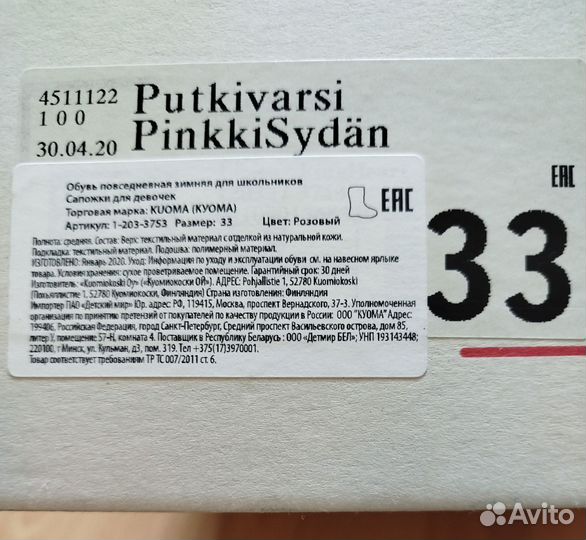 4511122
100
30.04.20
Putkivarsi
PinkkiSydän
EAC
33
Обувь повседневная зимняя для школьников
Сапожки для девочек
Торговая марка: KUOMA (КУОМА)
Артикул: 1-203-3753 Размер: 33 Цвет: Розовый
EAC
Полнота: средняя. Состав: Верх: текстильный материал с отделкой из натуральной кожи.
Подкладка: текстильный материал. Подошва: полимерный материал.
ИЗГОТОВЛЕНО: Январь 2020. Уход: Информация по уходу и эксплуатации обуви см. на навесном ярлыке
товара. Условия хранения: сухое проветриваемое помещение. Гарантийный срок: 30 дней
Изготовитель: «Kuomiokoski Oy» («Куомиокоски ОЙ»). АДРЕС: Pohjallistie 1, 52780 Kuomiokoski
(Похьяллистие 1, 52780 Куомиокоски, Финляндия) Страна изготовления: Финляндия
Импортер ПАО «Детский мир» Юр. адрес: РФ, 119415, Москва, проспект Вернадского, 37-3. Уполномоченная
организация по принятию претензий от покупателей по качеству продукции в России: ООО "КУОМА" Адрес:
199406, Российская Федерация, город Санкт-Петербург, Средний проспект Васильевского острова, дом 85,
литер У, помещение 57-Н, комната 4. Поставщик в Республику Беларусь : ООО «Детмир БЕЛ»; УНП 193143448;
220100, г Минск, ул. Кульман, д3, пом. 319. Тел +375(17)3970001.
Товар соответствует требованиям ТР ТС 007/2011 ст. 6.
Avito